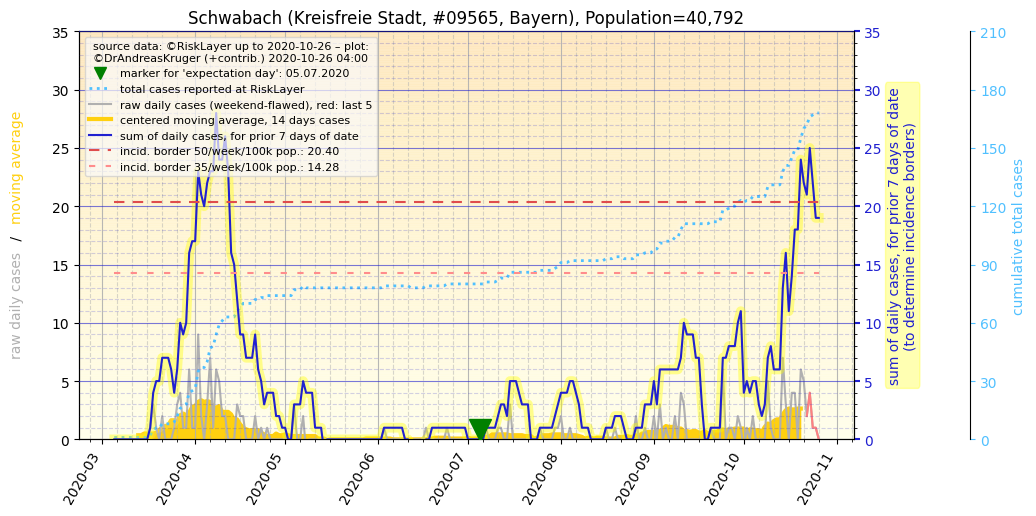 Schwabach (Kreisfreie Stadt, #09565, Bayern), Population=40,792
source data: ©RiskLayer up to 2020-10-26 – plot:
©DrAndreasKruger (+contrib.) 2020-10-26 04:00
marker for 'expectation day': 05.07.2020
total cases reported at RiskLayer
raw daily cases (weekend-flawed), red: last 5
centered moving average, 14 days cases
sum of daily cases, for prior 7 days of date
incid. border 50/week/100k pop.: 20.40
incid. border 35/week/100k pop.: 14.28
raw daily cases / moving average
35
30
25
20
15
10
5
0
35
30
25
20
15
10
5
0
sum of daily cases, for prior 7 days of date
(to determine incidence borders)
210
180
150
120
90
60
30
0
cumulative total cases
2020-03
2020-04
2020-05
2020-06
2020-07
2020-08
2020-09
2020-10
2020-11